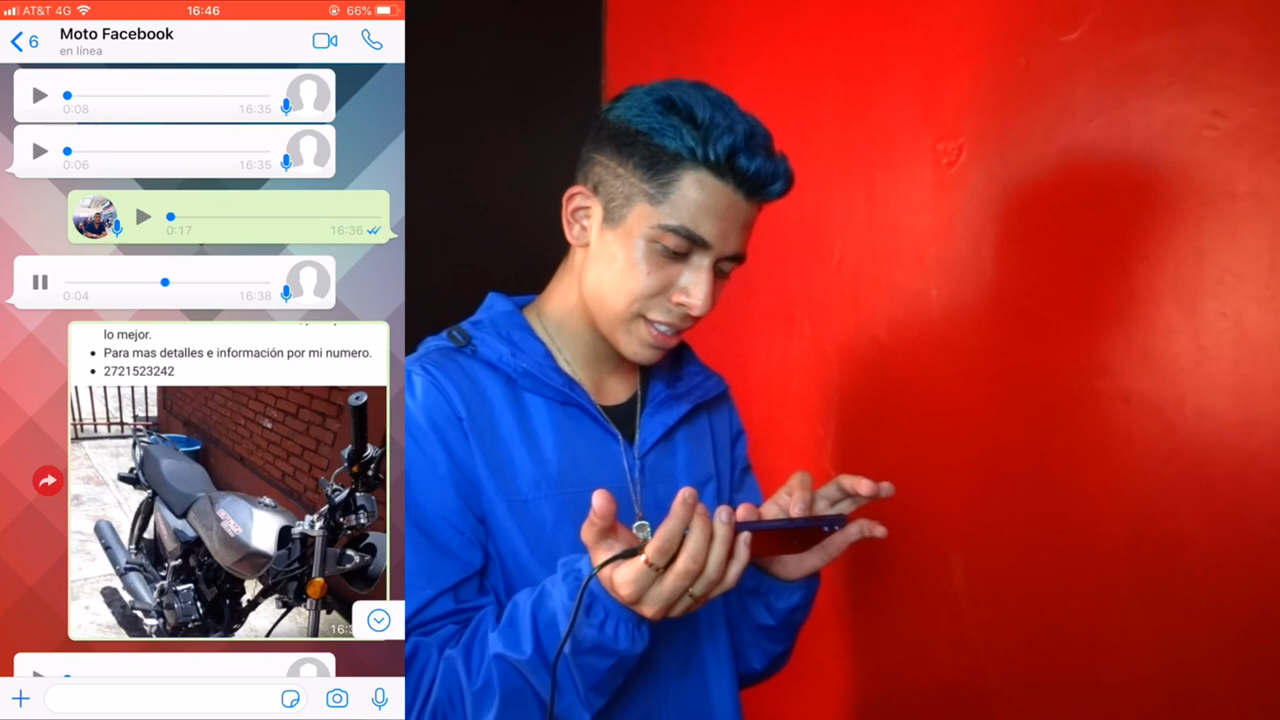 AT&T 4G 16:46 66%
6 Moto Facebook
en línea
0:08 16:35
0:06 16:35
0:17 16:36
0:04 16:38
lo mejor.
• Para mas detalles e información por mi numero.
• 2721523242